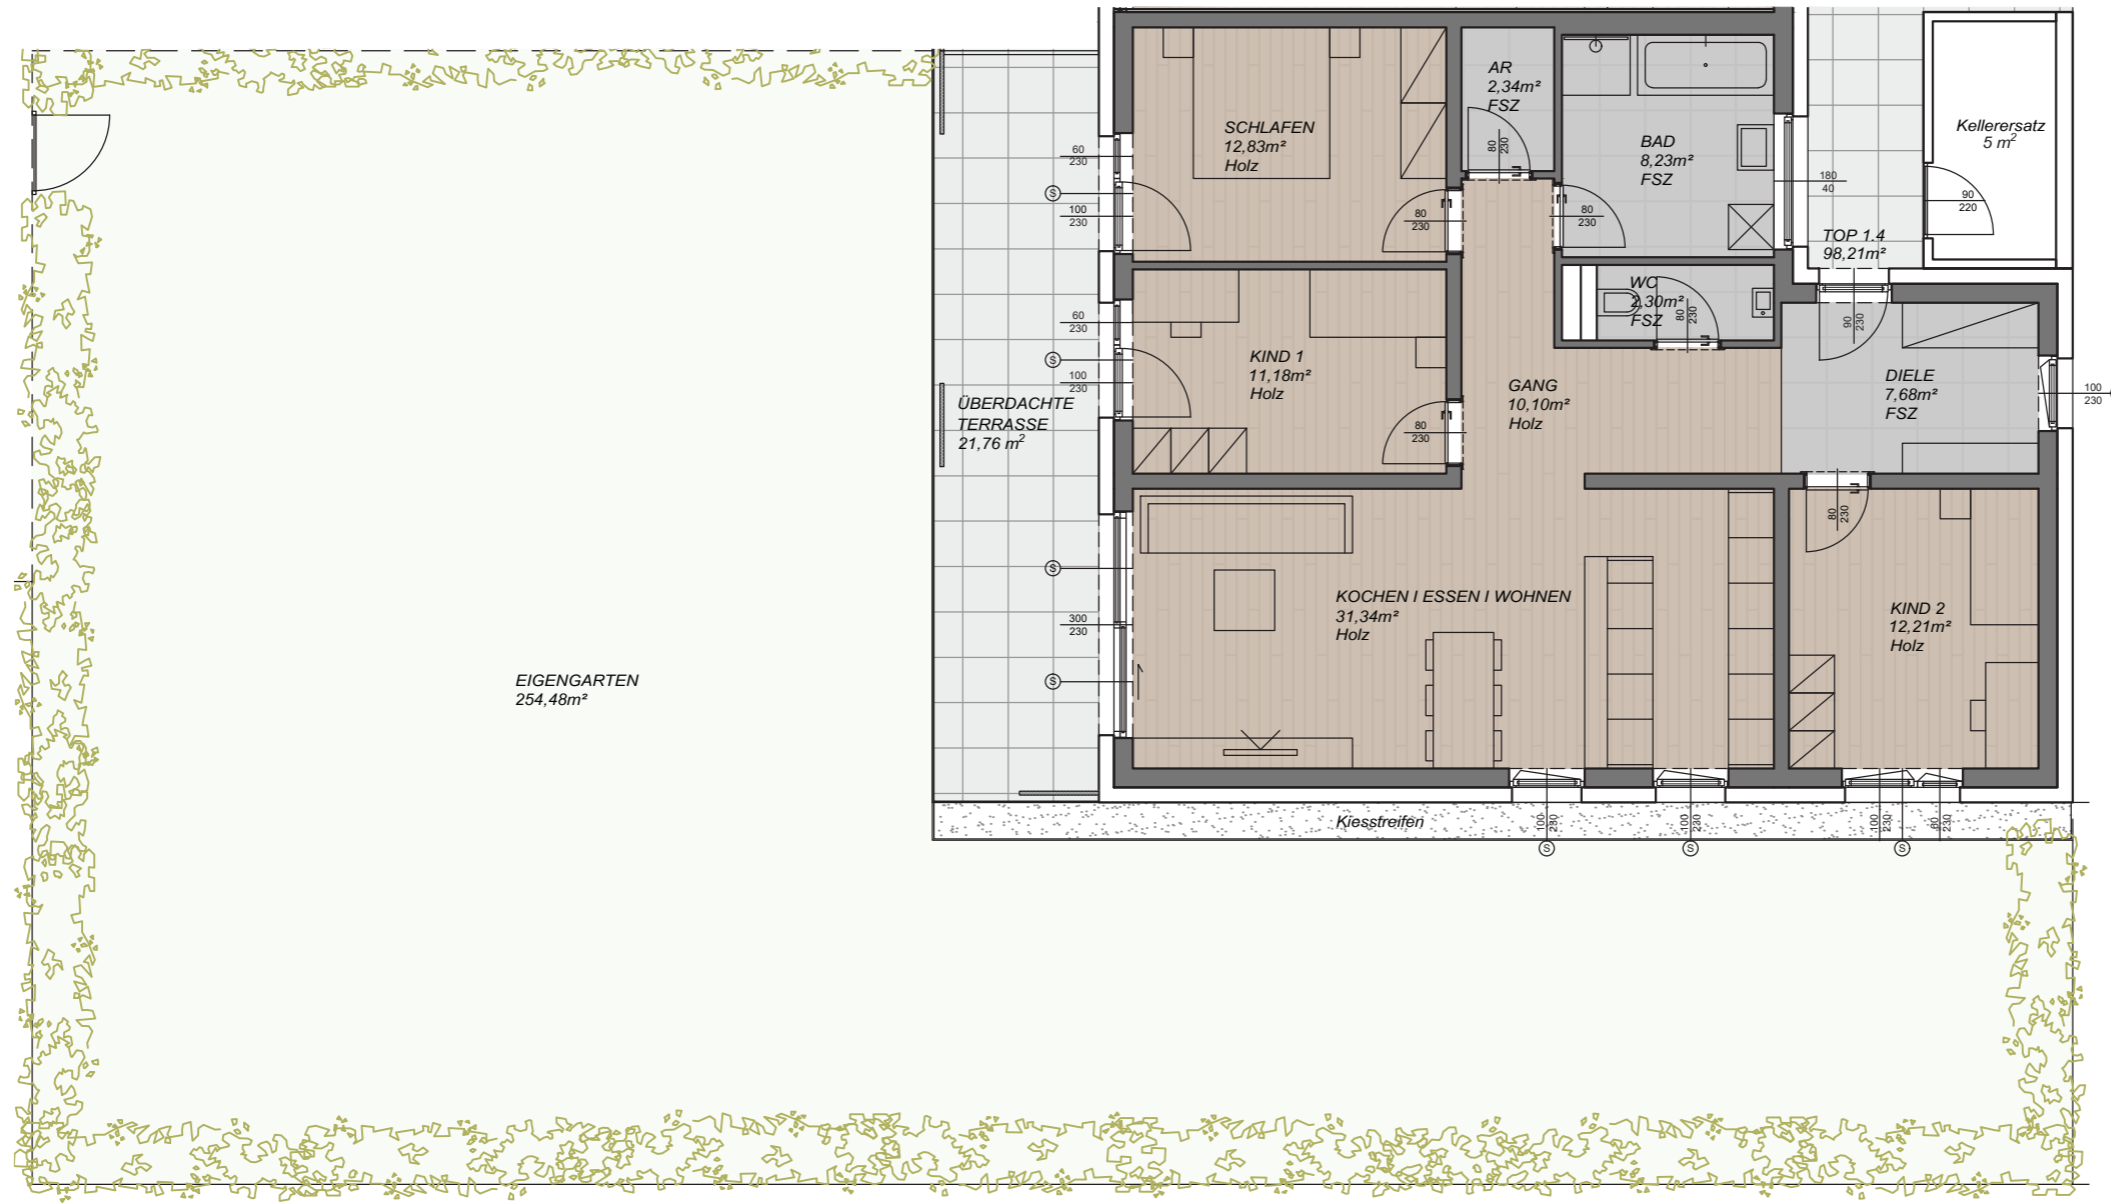 AR
2,34m²
FSZ
80
230
SCHLAFEN
12,83m²
Holz
BAD
8,23m²
FSZ
Kellerersatz
5 m²
60
230
S
100
230
80
230
80
230
180
40
90
220
TOP 1.4
98,21m²
WC
2,30m²
FSZ
80
230
90
230
60
230
S
100
230
KIND 1
11,18m²
Holz
80
230
GANG
10,10m²
Holz
DIELE
7,68m²
FSZ
100
230
ÜBERDACHTE
TERRASSE
21,76 m²
80
230
S
300
230
S
KOCHEN I ESSEN I WOHNEN
31,34m²
Holz
KIND 2
12,21m²
Holz
EIGENGARTEN
254,48m²
Kiesstreifen
100
230
100
230
100
230
60
230
S
S
S